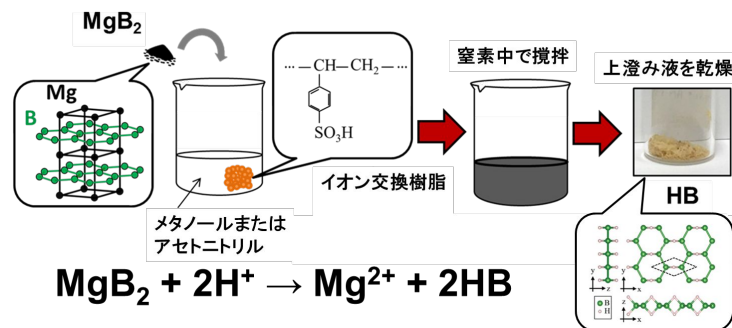 MgB₂
Mg
B
··· —CH—CH₂— ···
SO₃H
メタノールまたは
アセトニトリル
イオン交換樹脂
窒素中で撹拌
上澄み液を乾燥
HB
y
z
y
x
B
H
z
x
MgB₂ + 2H⁺ → Mg²⁺ + 2HB